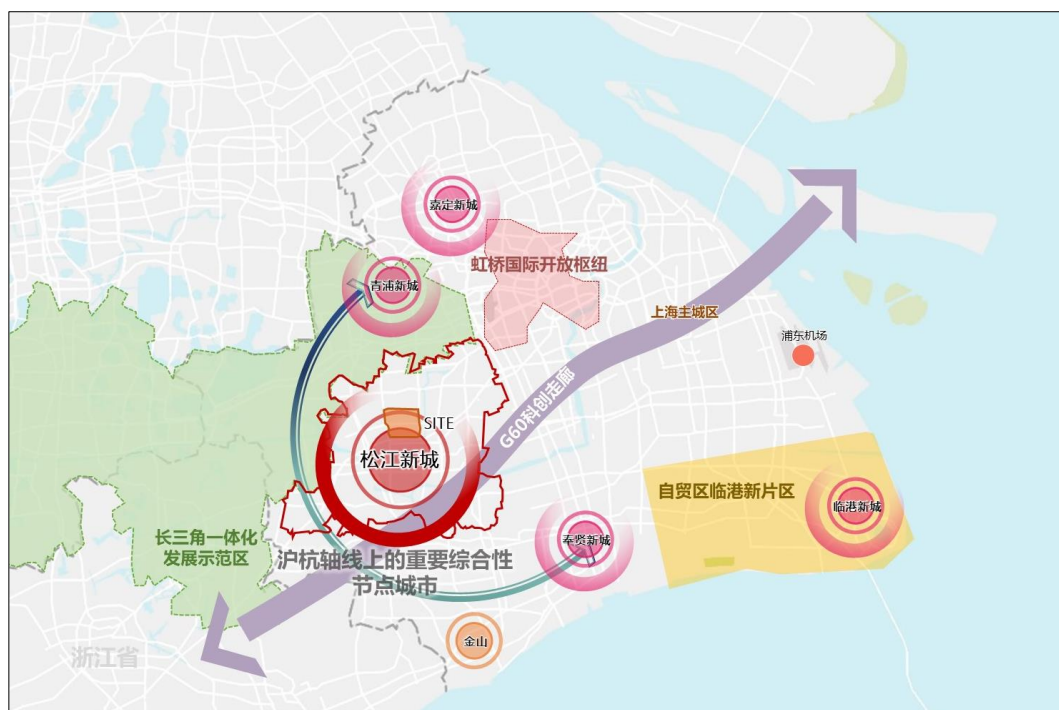 嘉定新城
虹桥国际开放枢纽
青浦新城
上海主城区
浦东机场
G60科创走廊
SITE
松江新城
自贸区临港新片区
临港新城
长三角一体化
发展示范区
奉贤新城
沪杭轴线上的重要综合性
节点城市
金山
浙江省